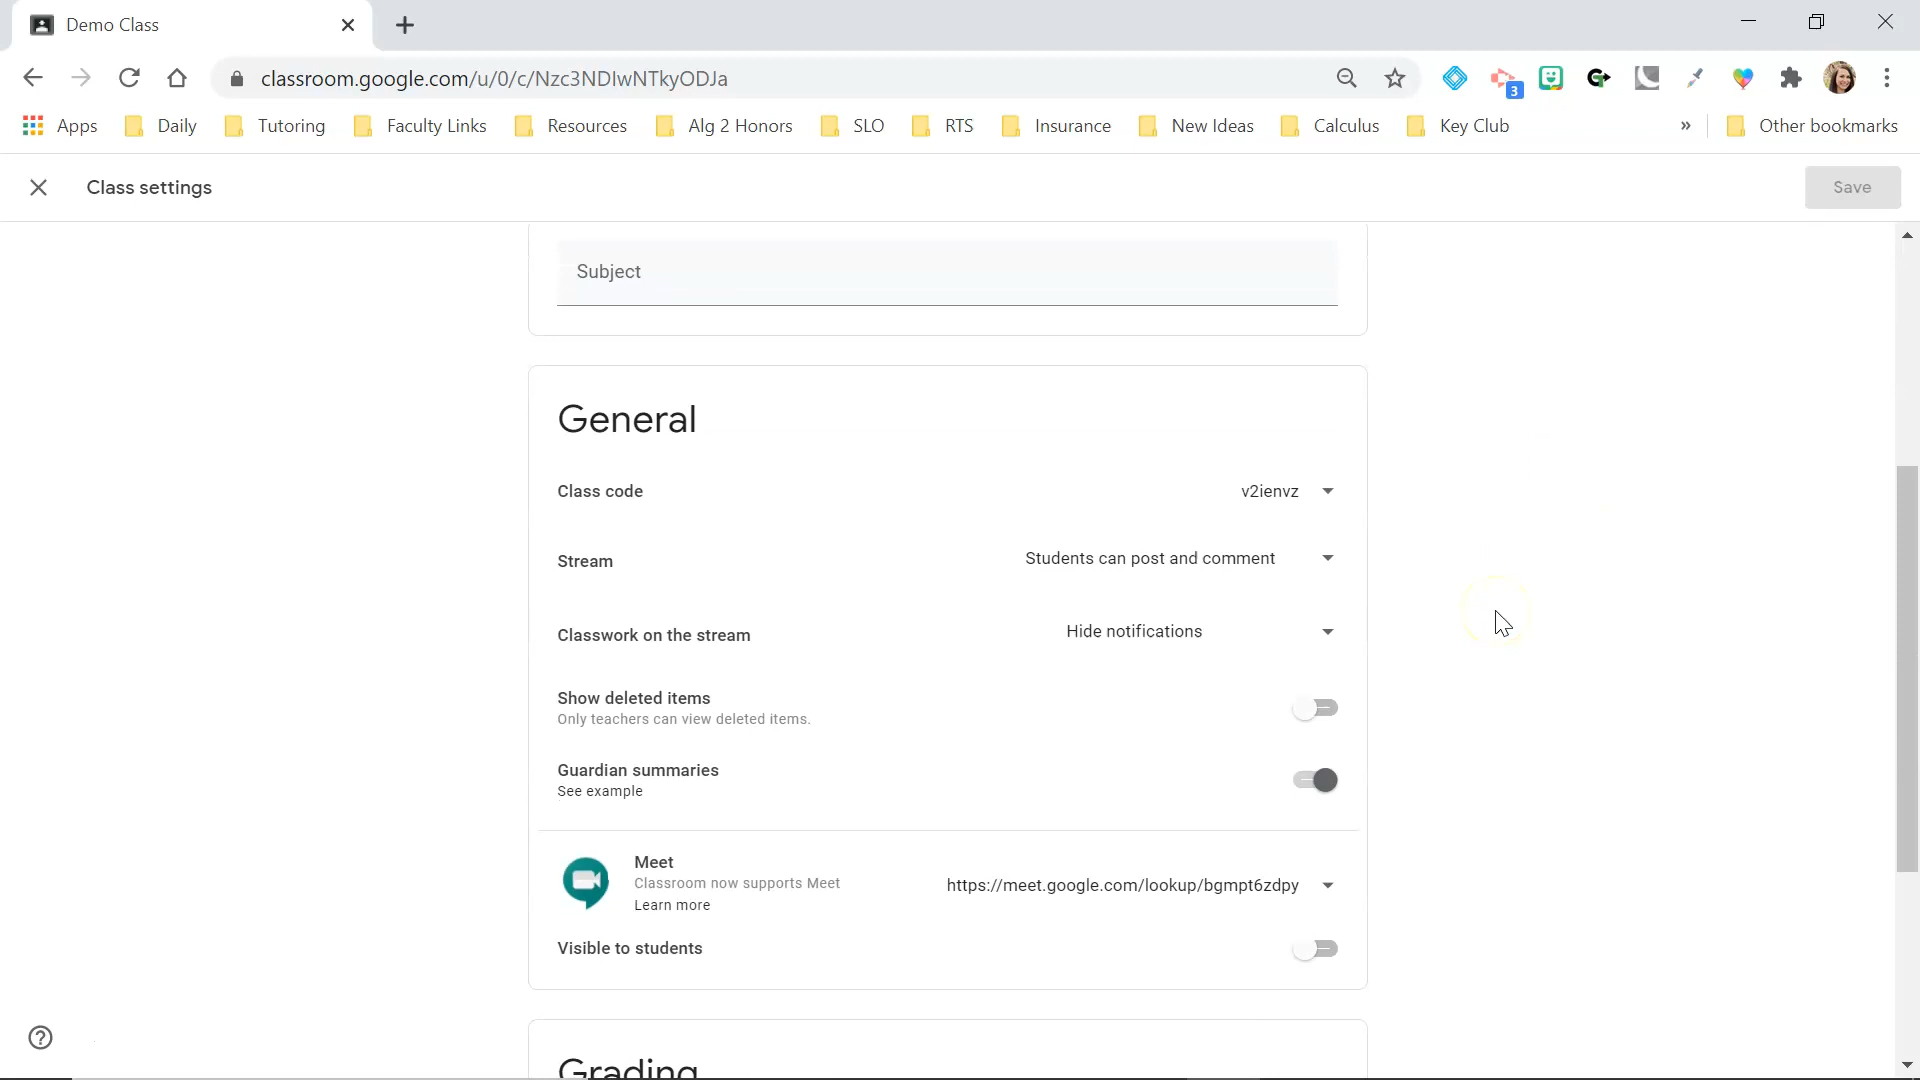 Demo Class
classroom.google.com/u/0/c/Nzc3NDIwNTkyODJa
3
Apps Daily Tutoring Faculty Links Resources Alg 2 Honors SLO RTS Insurance New Ideas Calculus Key Club » Other bookmarks
Class settings Save
Subject
General
Class code v2ienvz
Stream Students can post and comment
Classwork on the stream Hide notifications
Show deleted items
Only teachers can view deleted items.
Guardian summaries
See example
Meet
Classroom now supports Meet https://meet.google.com/lookup/bgmpt6zdpy
Learn more
Visible to students
Grading